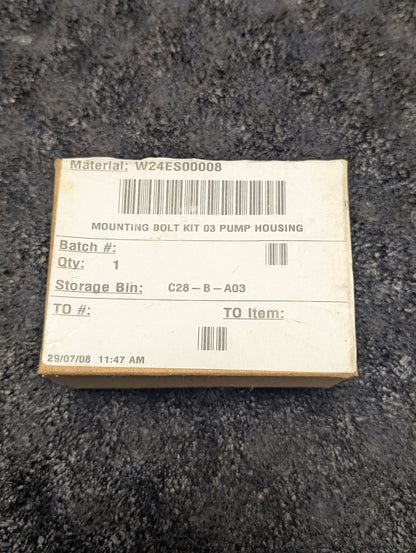 Material: W24ES00008
MOUNTING BOLT KIT 03 PUMP HOUSING
Batch #:
Qty: 1
Storage Bin: C28-B-A03
TO #: TO Item:
29/07/08 11:47 AM